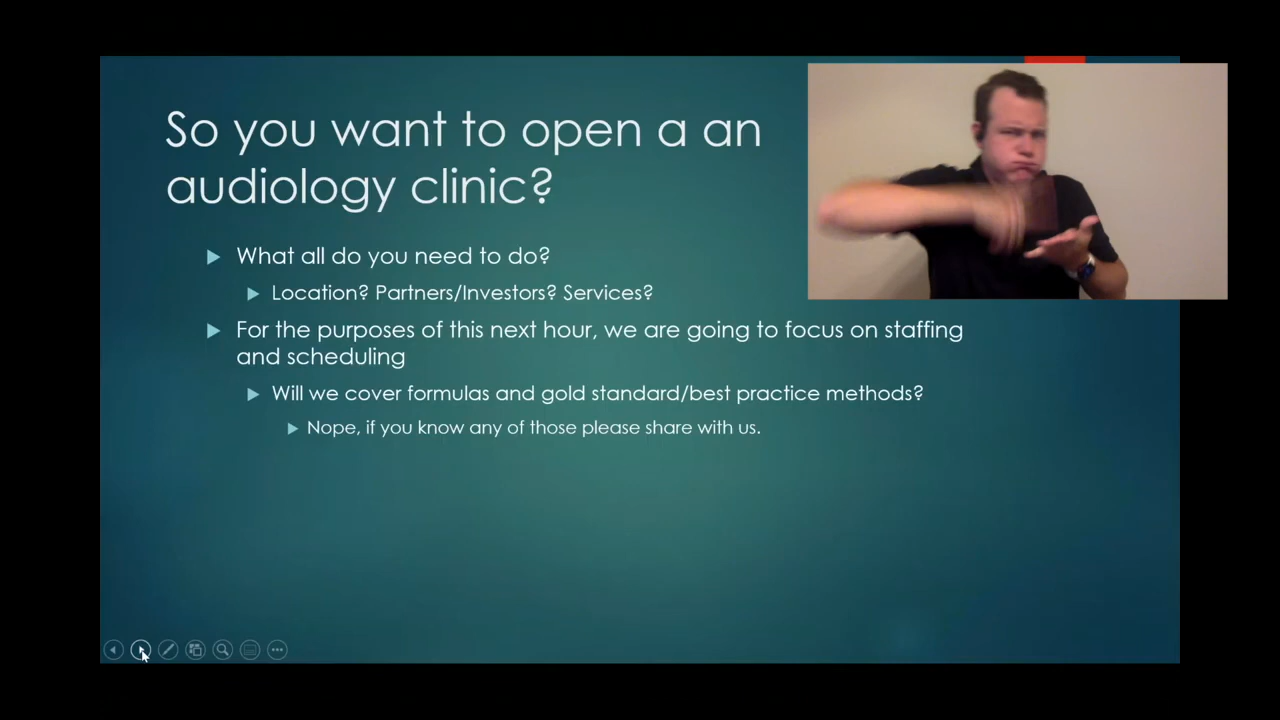 So you want to open a an
audiology clinic?
What all do you need to do?
Location? Partners/Investors? Services?
For the purposes of this next hour, we are going to focus on staffing
and scheduling
Will we cover formulas and gold standard/best practice methods?
Nope, if you know any of those please share with us.